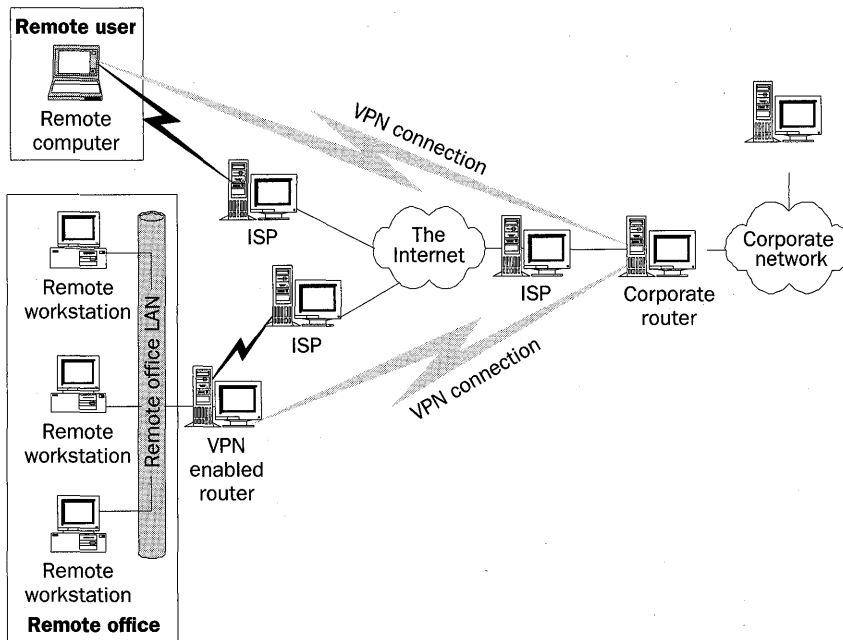 Remote user
Remote
computer
VPN connection
ISP
The
Internet
ISP
Corporate
router
Corporate
network
Remote
workstation
Remote
workstation
Remote
workstation
Remote office LAN
ISP
VPN
enabled
router
VPN connection
Remote office